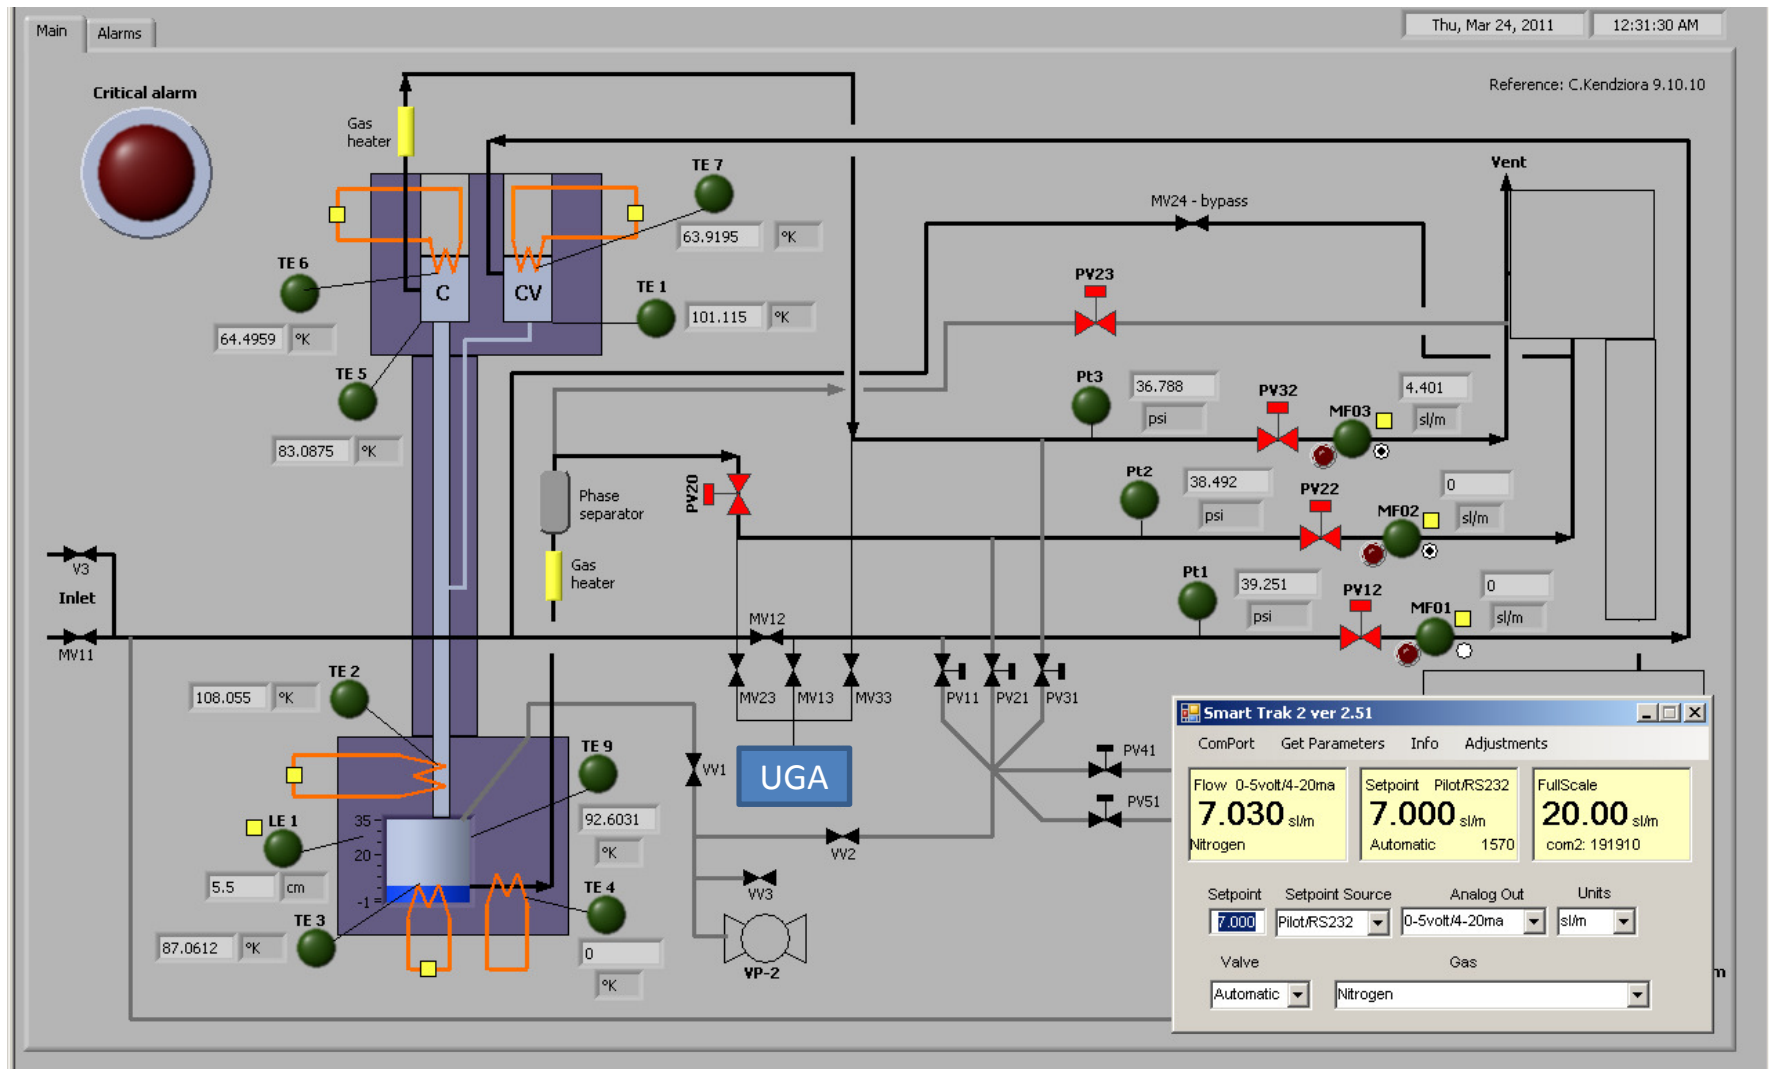 Main
Alarms
Thu, Mar 24, 2011
12:31:30 AM
Reference: C.Kendziora 9.10.10
Critical alarm
Gas
heater
TE 7
63.9195 °K
TE 6
64.4959 °K
C
CV
TE 1
101.115 °K
TE 5
83.0875 °K
MV24 - bypass
Vent
PV23
Pt3
36.788
psi
PV32
MF03
4.401
sl/m
Phase
separator
PV20
Pt2
38.492
psi
PV22
MF02
0
sl/m
Gas
heater
Pt1
39.251
psi
PV12
MF01
0
sl/m
V3
Inlet
MV11
MV12
MV23
MV13
MV33
PV11
PV21
PV31
TE 2
108.055 °K
VV1
UGA
PV41
PV51
TE 9
92.6031
°K
LE 1
5.5 cm
35
20
-1
VV2
VV3
VP-2
TE 3
87.0612 °K
TE 4
0
°K
Smart Trak 2 ver 2.51
ComPort Get Parameters Info Adjustments
Flow 0-5volt/4-20ma
7.030 sl/m
Nitrogen
Setpoint Pilot/RS232
7.000 sl/m
Automatic 1570
FullScale
20.00 sl/m
com2: 191910
Setpoint Setpoint Source Analog Out Units
7.000 Pilot/RS232 0-5volt/4-20ma sl/m
Valve Gas
Automatic Nitrogen
m